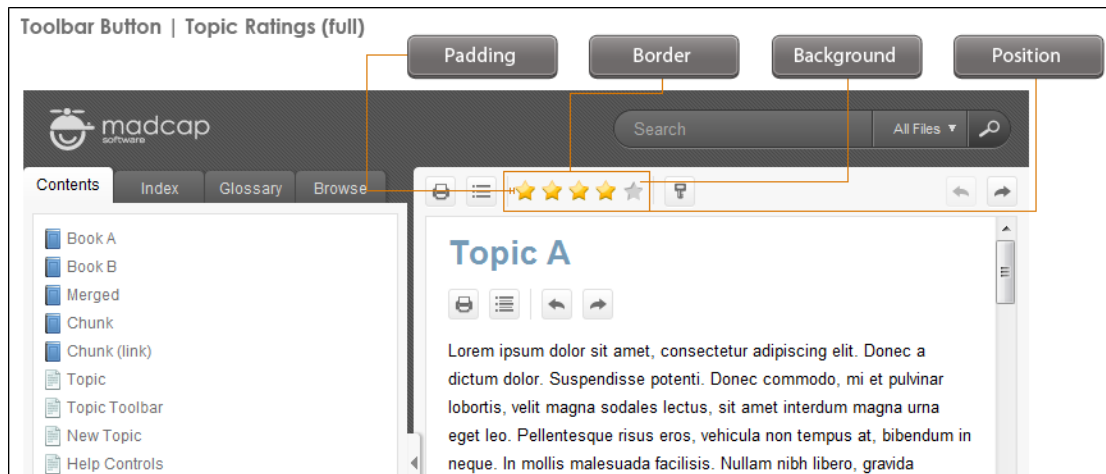 Toolbar Button | Topic Ratings (full)
Padding
Border
Background
Position
madcap
software
Search
All Files
Contents
Index
Glossary
Browse
Book A
Book B
Merged
Chunk
Chunk (link)
Topic
Topic Toolbar
New Topic
Help Controls
Topic A
Lorem ipsum dolor sit amet, consectetur adipiscing elit. Donec a
dictum dolor. Suspendisse potenti. Donec commodo, mi et pulvinar
lobortis, velit magna sodales lectus, sit amet interdum magna urna
eget leo. Pellentesque risus eros, vehicula non tempus at, bibendum in
neque. In mollis malesuada facilisis. Nullam nibh libero, gravida